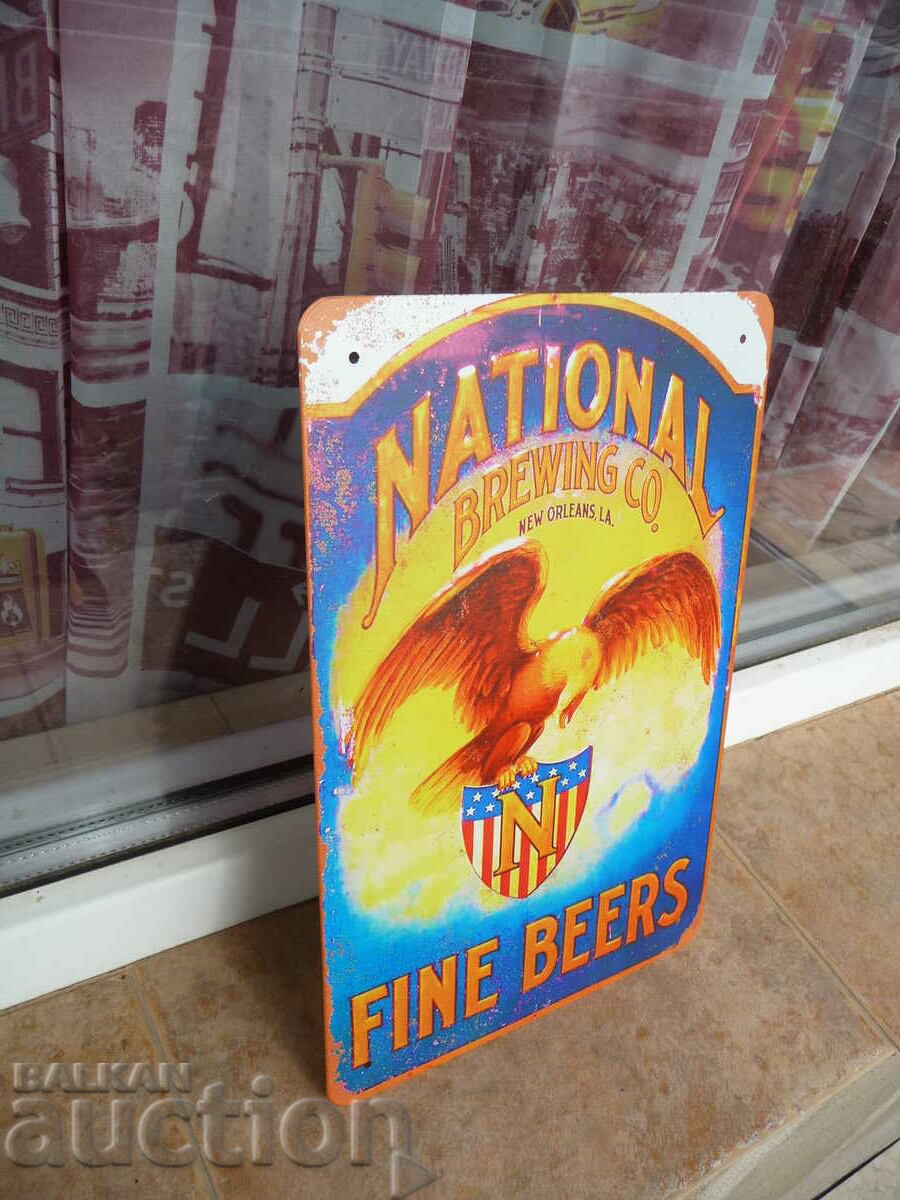 NATIONAL
BREWING CO.
NEW ORLEANS, LA.
N
FINE BEERS
BALKAN
auction